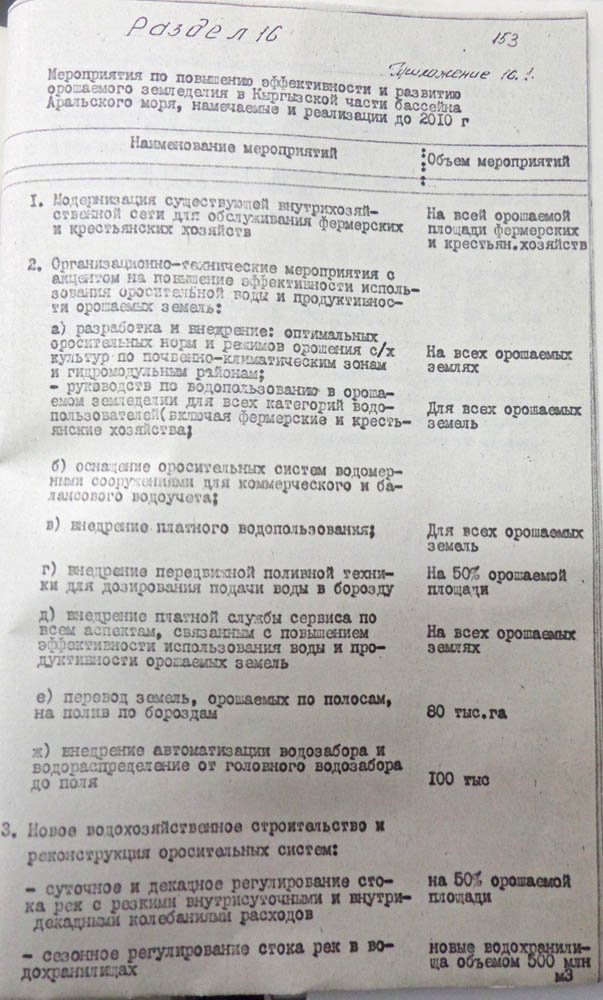 Раздел 16
153
Приложение 16.1.
Мероприятия по повышению эффективности и развитию
орошаемого земледелия в Кыргызской части бассейна
Аральского моря, намечаемые и реализации до 2010 г
Наименование мероприятий
Объем мероприятий
1. Модернизация существующей внутрихозяй-
ственной сети для обслуживания фермерских
и крестьянских хозяйств
На всей орошаемой
площади фермерских
и крестьян.хозяйств
2. Организационно-технические мероприятия с
акцентом на повышение эффективности исполь-
зования оросительной воды и продуктивнос-
ти орошаемых земель:
а) разработка и внедрение: оптимальных
оросительных норм и режимов орошения с/х
культур по почвенно-климатическим зонам
и гидромодульным районам;
На всех орошаемых
землях
- руководств по водопользованию в ороша-
емом земледелии для всех категорий водо-
пользователей(включая фермерские и кресть-
янские хозяйства;
Для всех орошаемых
земель
б) оснащение оросительных систем водомер-
ными сооружениями для коммерческого и ба-
лансового водоучета;
в) внедрение платного водопользования;
Для всех орошаемых
земель
г) внедрение передвижной поливной техни-
ки для дозирования подачи воды в борозду
На 50% орошаемой
площади
д) внедрение платной службы сервиса по
всем аспектам, связанным с повышением
эффективности использования воды и про-
дуктивности орошаемых земель
На всех орошаемых
землях
е) перевод земель, орошаемых по полосам,
на полив по бороздам
80 тыс.га
ж) внедрение автоматизации водозабора и
водораспределение от головного водозабора
до поля
100 тыс
3. Новое водохозяйственное строительство и
реконструкция оросительных систем:
- суточное и декадное регулирование сто-
ка рек с резкими внутрисуточными и внутри-
декадными колебаниями расходов
на 50% орошаемой
площади
- сезонное регулирование стока рек в во-
дохранилищах
новые водохранили-
ща объемом 500 млн
м3